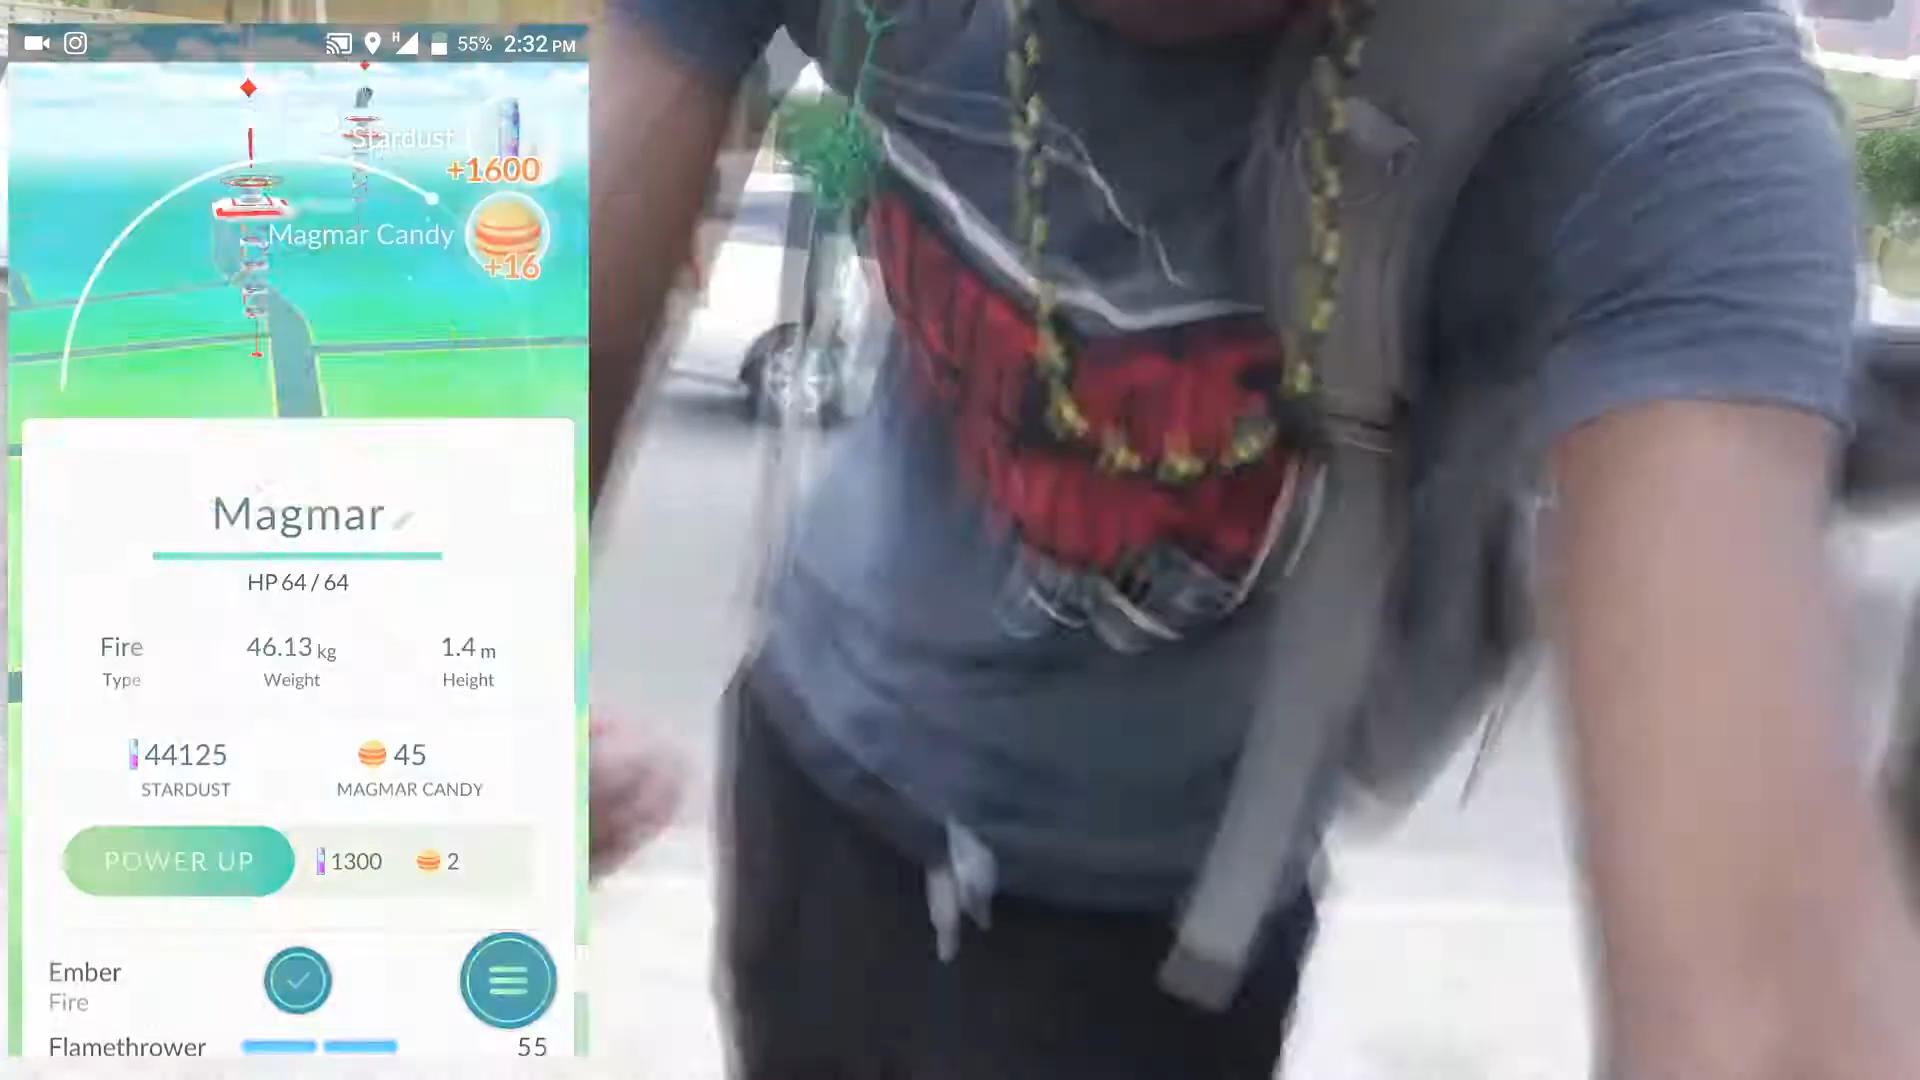 H 55% 2:32 PM
Stardust
+1600
Magmar Candy
+16
Magmar
HP 64 / 64
Fire 46.13 kg 1.4 m
Type Weight Height
44125 45
STARDUST MAGMAR CANDY
POWER UP 1300 2
Ember
Fire
Flamethrower 55